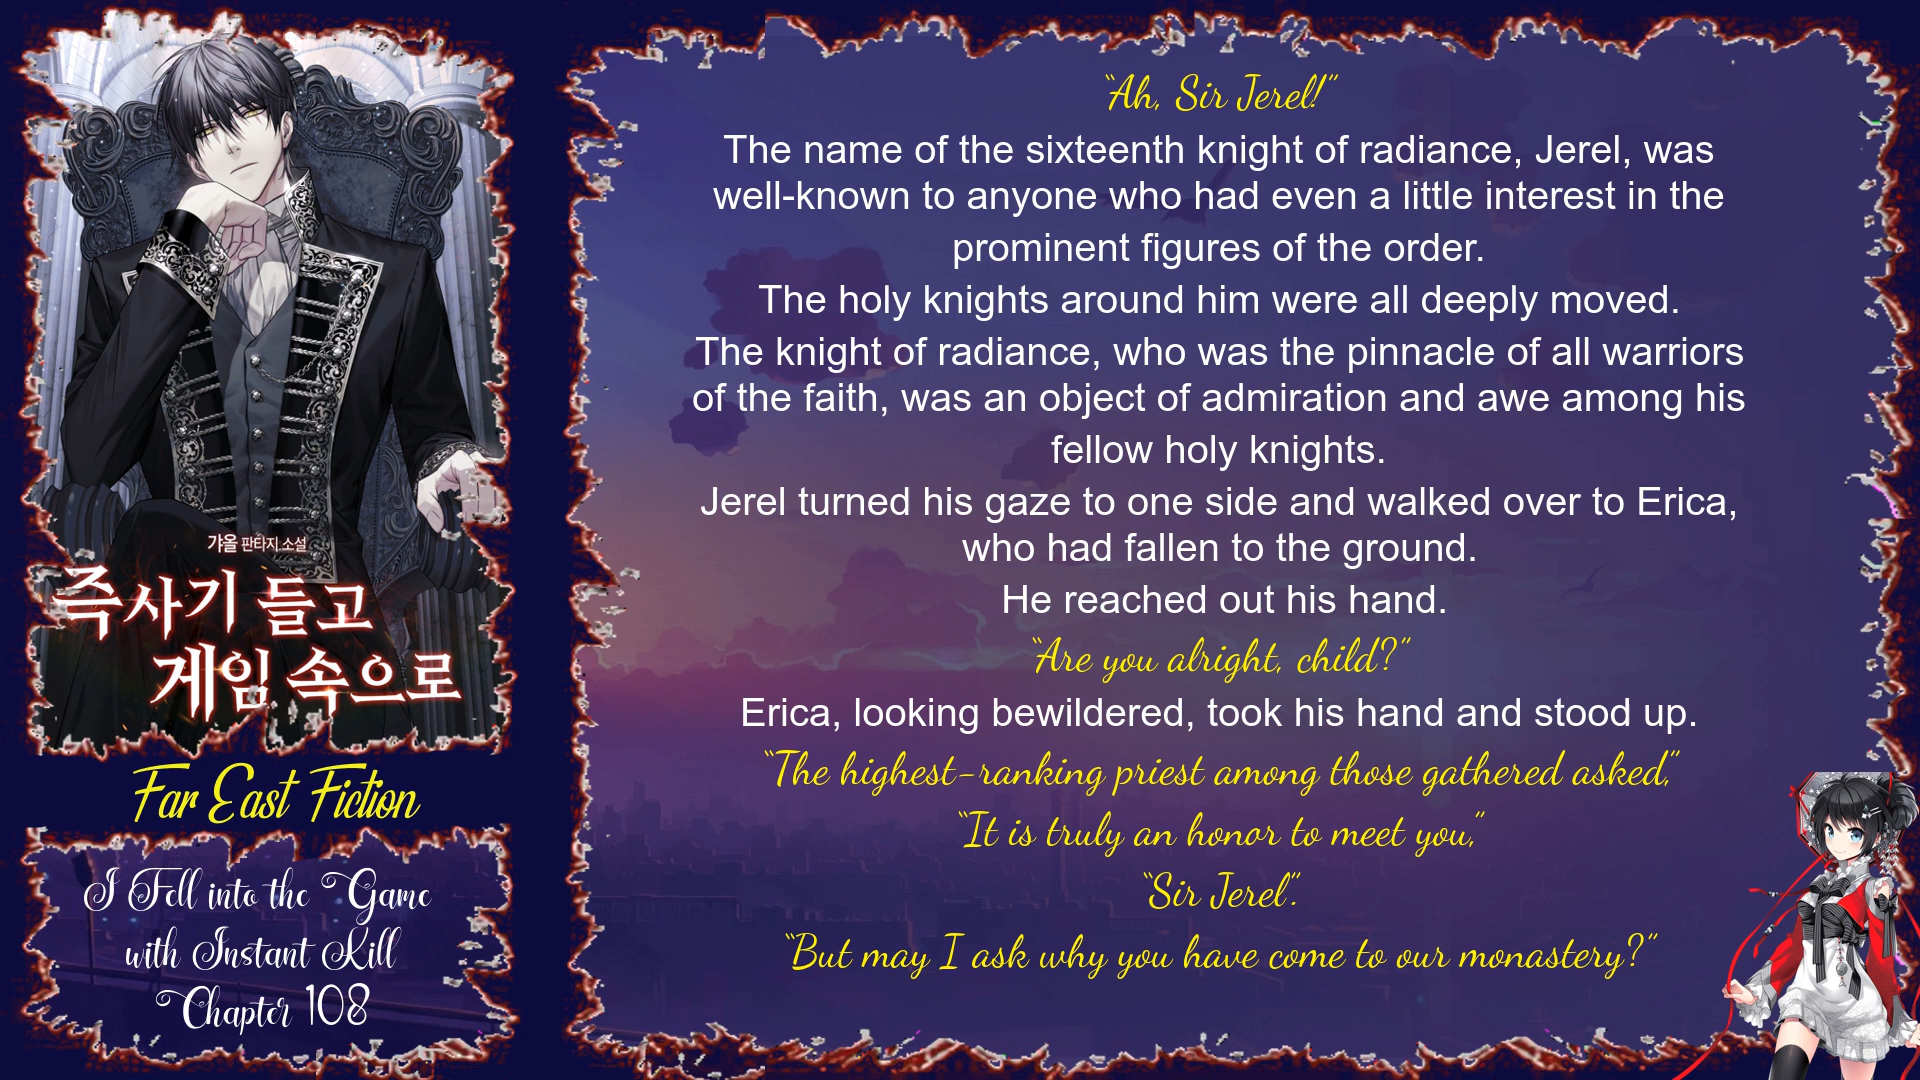 갸올 판타지 소설
즉사기 들고
게임 속으로
Far East Fiction
I Fell into the Game
with Instant Kill
Chapter 108
“Ah, Sir Jerel!”
The name of the sixteenth knight of radiance, Jerel, was
well-known to anyone who had even a little interest in the
prominent figures of the order.
The holy knights around him were all deeply moved.
The knight of radiance, who was the pinnacle of all warriors
of the faith, was an object of admiration and awe among his
fellow holy knights.
Jerel turned his gaze to one side and walked over to Erica,
who had fallen to the ground.
He reached out his hand.
“Are you alright, child?”
Erica, looking bewildered, took his hand and stood up.
“The highest-ranking priest among those gathered asked,”
“It is truly an honor to meet you,”
“Sir Jerel”.
“But may I ask why you have come to our monastery?”